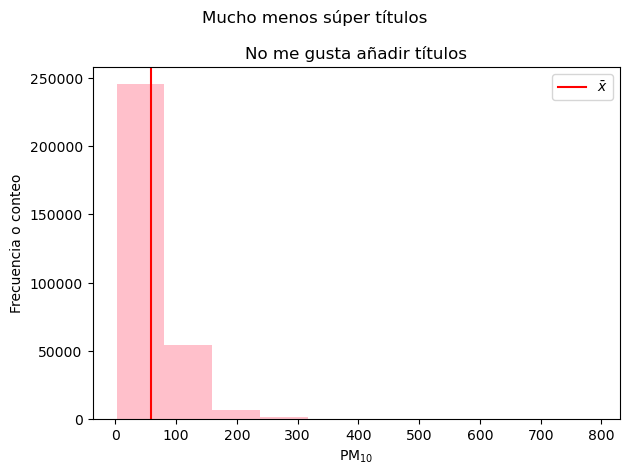 Mucho menos súper títulos
No me gusta añadir títulos
x̄
250000
200000
150000
100000
50000
0
Frecuencia o conteo
0 100 200 300 400 500 600 700 800
PM₁₀